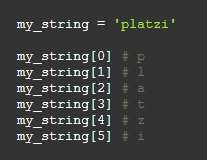 my_string = 'platzi'
my_string[0] # p
my_string[1] # l
my_string[2] # a
my_string[3] # t
my_string[4] # z
my_string[5] # i